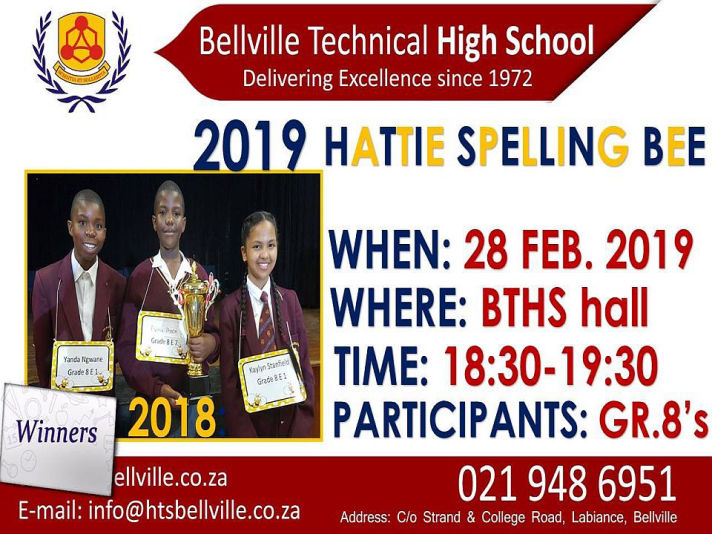 Bellville Technical High School
Delivering Excellence since 1972
2019 HATTIE SPELLING BEE
WHEN: 28 FEB. 2019
WHERE: BTHS hall
TIME: 18:30-19:30
PARTICIPANTS: GR.8's
Yanda Ngwane
Grade 8 E 1
Grade 8 E 2
Kaylyn Stanfield
Grade 8 E 1
2018
Winners
ellville.co.za
E-mail: info@htsbellville.co.za
021 948 6951
Address: C/o Strand & College Road, Labiance, Bellville